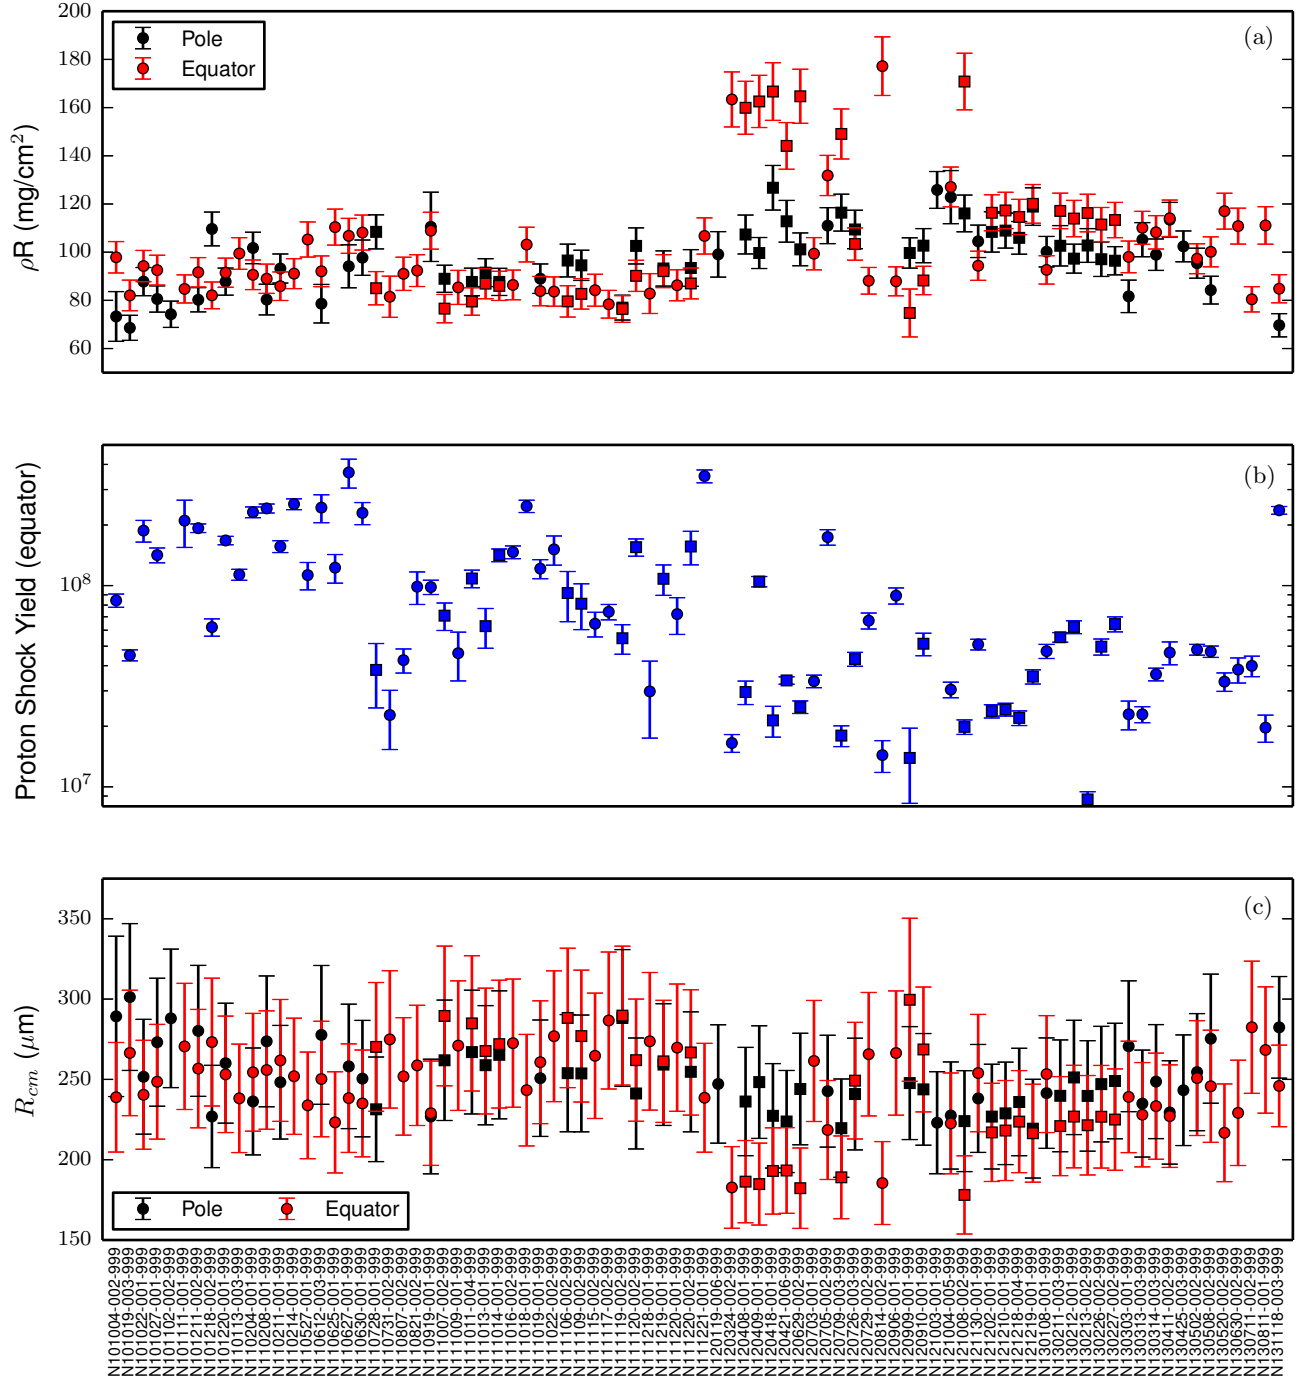 200
180
160
140
120
100
80
60
ρR (mg/cm²)
Pole
Equator
(a)
10⁸
10⁷
Proton Shock Yield (equator)
(b)
350
300
250
200
150
R_cm (μm)
Pole
Equator
(c)
N101004-002-999
N101019-003-999
N101022-001-999
N101027-002-999
N101102-002-999
N101111-002-999
N101211-002-999
N101218-002-999
N101220-001-999
N110113-003-999
N110204-001-999
N110208-001-999
N110211-001-999
N110214-001-999
N110527-001-999
N110612-003-999
N110625-001-999
N110627-001-999
N110630-001-999
N110728-001-999
N110731-002-999
N110807-002-999
N110821-002-999
N110919-001-999
N111007-002-999
N111009-001-999
N111011-004-999
N111013-001-999
N111014-001-999
N111016-002-999
N111018-001-999
N111019-001-999
N111022-002-999
N111106-002-999
N111109-002-999
N111115-002-999
N111117-002-999
N111119-002-999
N111120-002-999
N111218-001-999
N111219-001-999
N111220-001-999
N111220-002-999
N111221-001-999
N120119-006-999
N120324-002-999
N120408-001-999
N120409-001-999
N120418-001-999
N120421-006-999
N120429-002-999
N120703-001-999
N120705-002-999
N120709-003-999
N120726-003-999
N120729-002-999
N120814-002-999
N120906-001-999
N120909-001-999
N120910-001-999
N121003-001-999
N121004-005-999
N121008-002-999
N121130-001-999
N121202-001-999
N121210-001-999
N121218-004-999
N121219-001-999
N130108-001-999
N130211-003-999
N130212-001-999
N130213-002-999
N130226-002-999
N130227-002-999
N130303-001-999
N130313-003-999
N130314-003-999
N130411-002-999
N130425-003-999
N130502-002-999
N130508-002-999
N130520-002-999
N130630-002-999
N130711-002-999
N130811-001-999
N131118-003-999